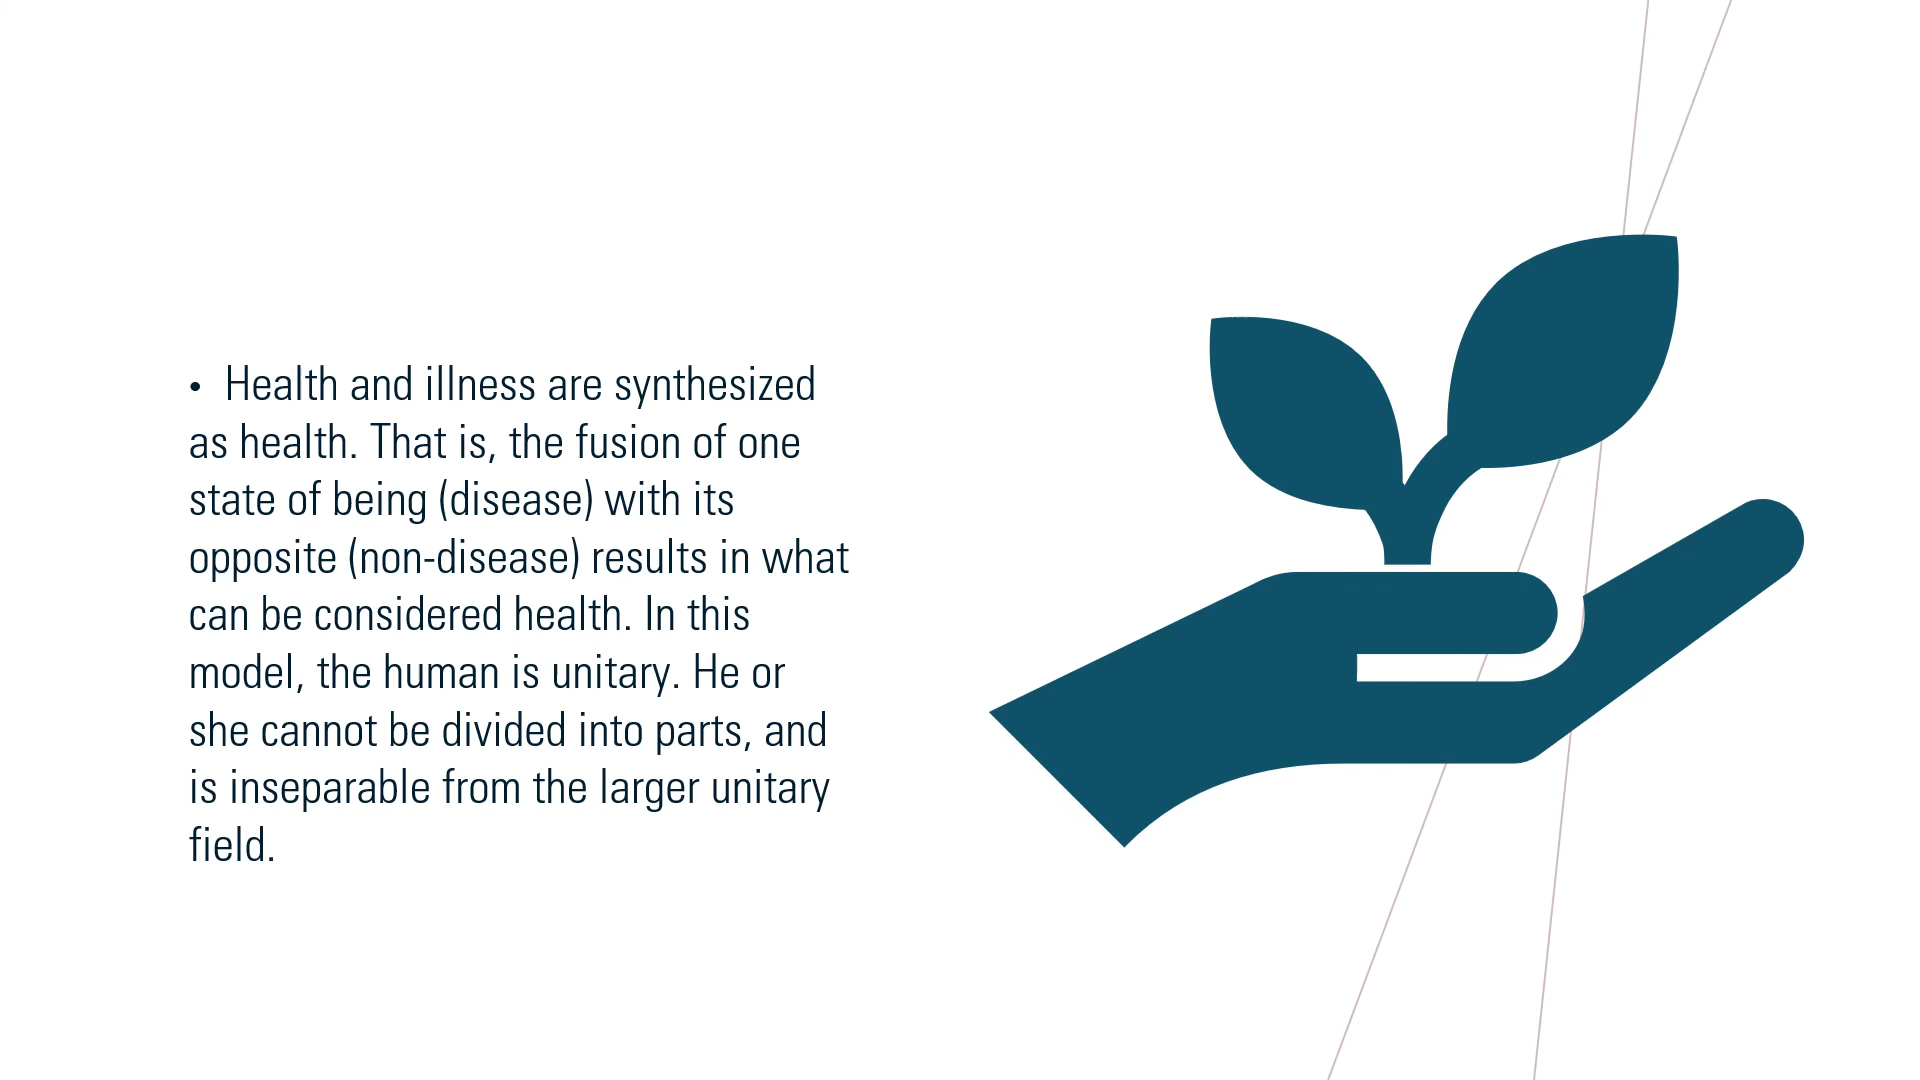 • Health and illness are synthesized
as health. That is, the fusion of one
state of being (disease) with its
opposite (non-disease) results in what
can be considered health. In this
model, the human is unitary. He or
she cannot be divided into parts, and
is inseparable from the larger unitary
field.